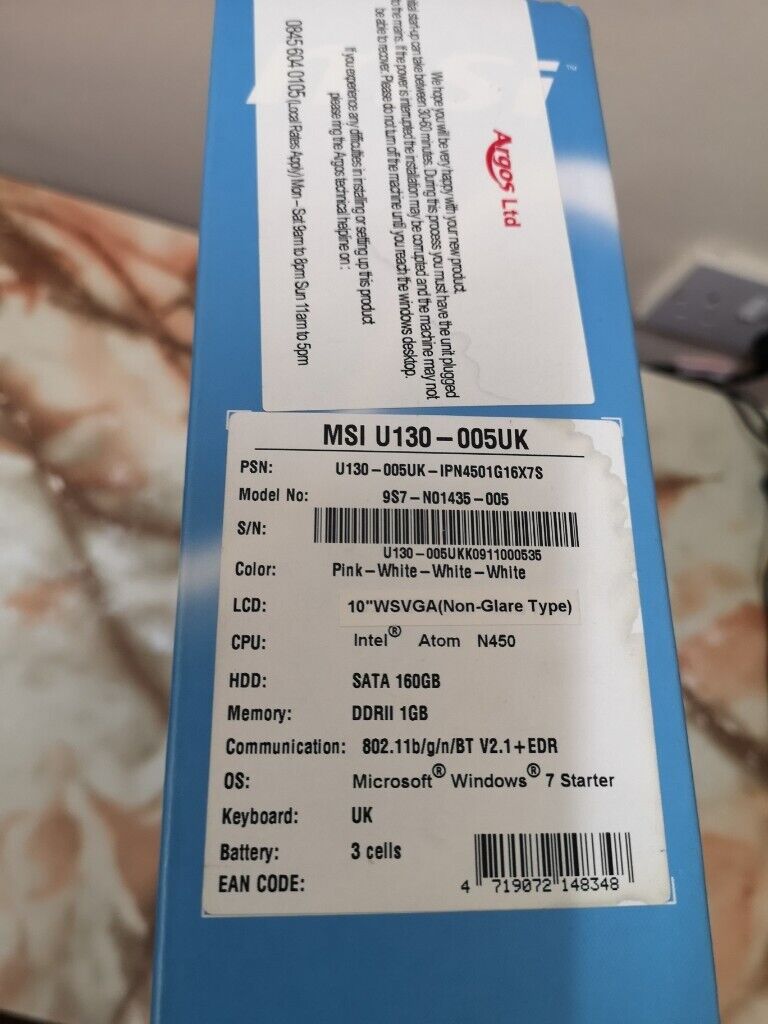 Argos Ltd
We hope you will be very happy with your new product
initial start-up can take between 30-60 minutes. During this process you must have the unit plugged
to the mains. If the power is interrupted the installation may be corrupted and the machine may not
be able to recover. Please do not turn off the machine until you reach the windows desktop.
If you experience any difficulties in installing or setting up this product
please ring the Argos technical helpline on :
0845 604 0105 (Local Rates Apply) Mon – Sat 9am to 8pm Sun 11am to 5pm
MSI U130-005UK
PSN: U130-005UK-IPN4501G16X7S
Model No: 9S7-N01435-005
S/N:
U130-005UKK0911000535
Color: Pink-White-White-White
LCD: 10"WSVGA(Non-Glare Type)
CPU: Intel® Atom N450
HDD: SATA 160GB
Memory: DDRII 1GB
Communication: 802.11b/g/n/BT V2.1+EDR
OS: Microsoft® Windows® 7 Starter
Keyboard: UK
Battery: 3 cells
EAN CODE: 4 719072 148348